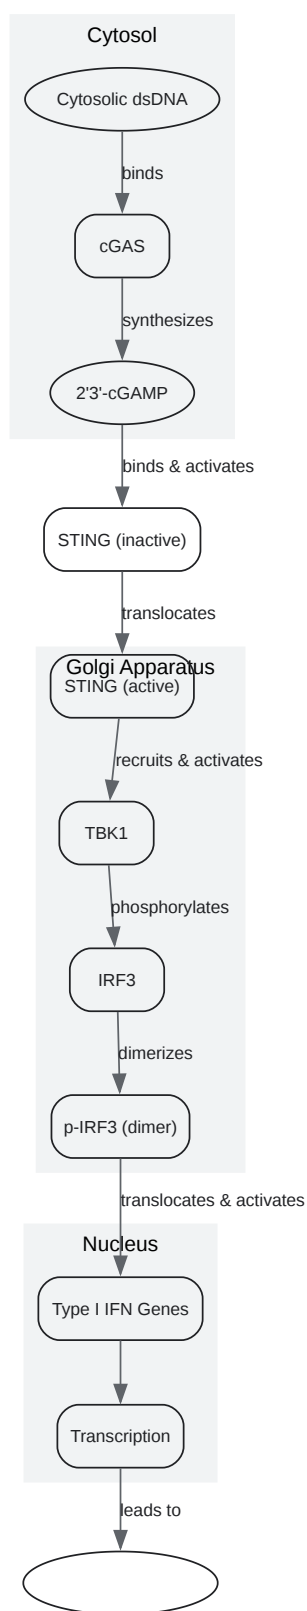 Cytosol
Cytosolic dsDNA
binds
cGAS
synthesizes
2'3'-cGAMP
binds & activates
STING (inactive)
translocates
Golgi Apparatus
STING (active)
recruits & activates
TBK1
phosphorylates
IRF3
dimerizes
p-IRF3 (dimer)
translocates & activates
Nucleus
Type I IFN Genes
Transcription
leads to